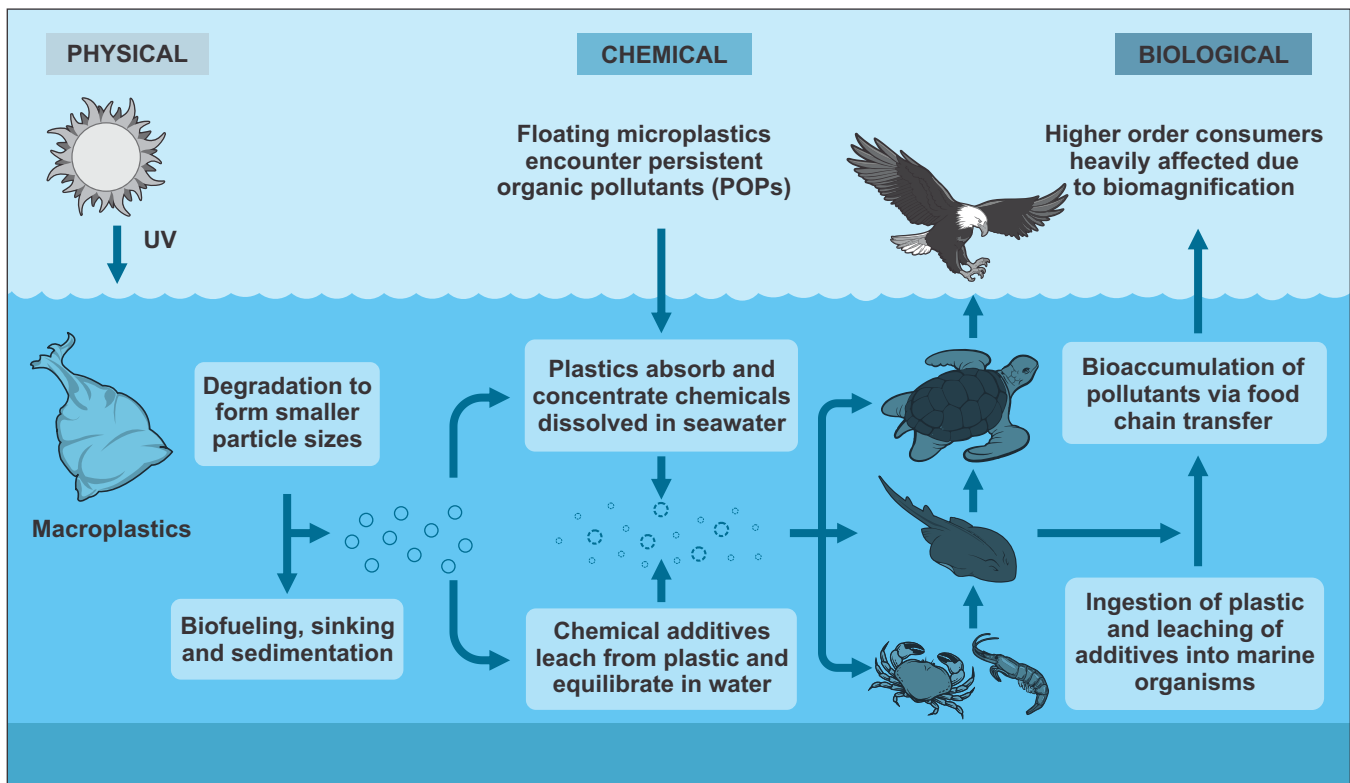 PHYSICAL
CHEMICAL
BIOLOGICAL
UV
Floating microplastics
encounter persistent
organic pollutants (POPs)
Higher order consumers
heavily affected due
to biomagnification
Macroplastics
Degradation to
form smaller
particle sizes
Biofueling, sinking
and sedimentation
Plastics absorb and
concentrate chemicals
dissolved in seawater
Chemical additives
leach from plastic and
equilibrate in water
Bioaccumulation of
pollutants via food
chain transfer
Ingestion of plastic
and leaching of
additives into marine
organisms